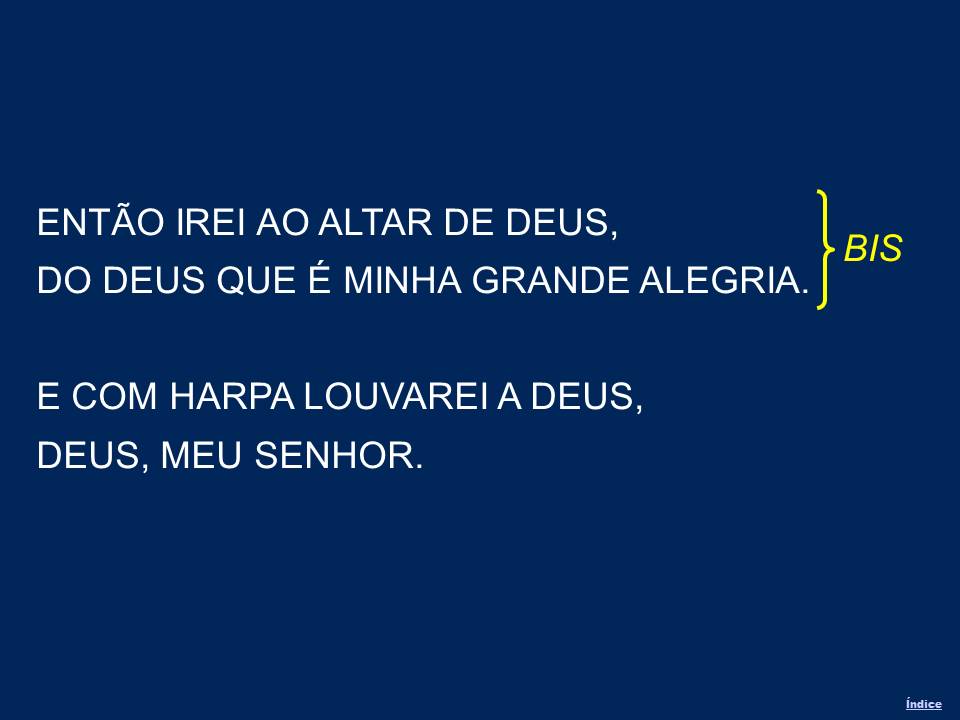 ENTÃO IREI AO ALTAR DE DEUS,
DO DEUS QUE É MINHA GRANDE ALEGRIA.
BIS
E COM HARPA LOUVAREI A DEUS,
DEUS, MEU SENHOR.
Índice